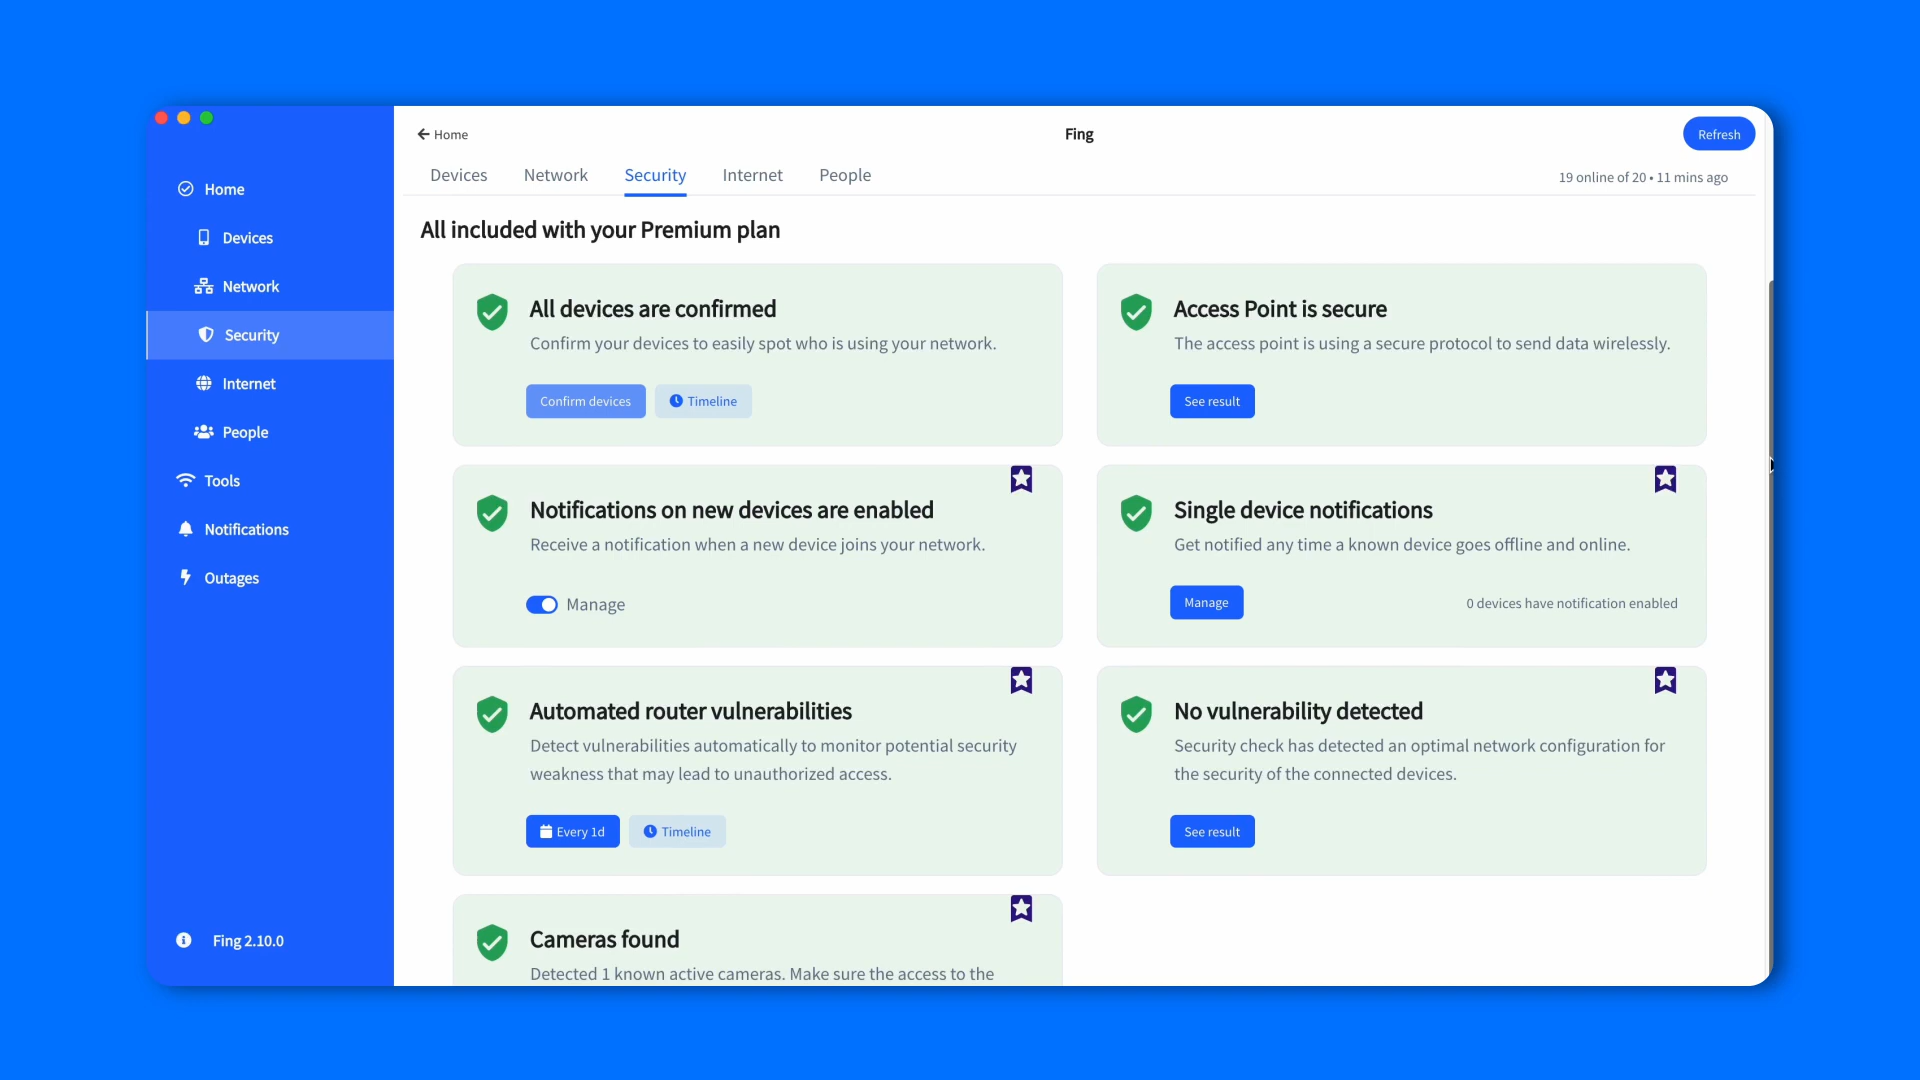 ← Home
Fing
Refresh
Devices
Network
Security
Internet
People
19 online of 20 • 11 mins ago
Home
Devices
Network
Security
Internet
People
Tools
Notifications
Outages
Fing 2.10.0
All included with your Premium plan
All devices are confirmed
Confirm your devices to easily spot who is using your network.
Confirm devices
Timeline
Access Point is secure
The access point is using a secure protocol to send data wirelessly.
See result
Notifications on new devices are enabled
Receive a notification when a new device joins your network.
Manage
Single device notifications
Get notified any time a known device goes offline and online.
Manage
0 devices have notification enabled
Automated router vulnerabilities
Detect vulnerabilities automatically to monitor potential security
weakness that may lead to unauthorized access.
Every 1d
Timeline
No vulnerability detected
Security check has detected an optimal network configuration for
the security of the connected devices.
See result
Cameras found
Detected 1 known active cameras. Make sure the access to the